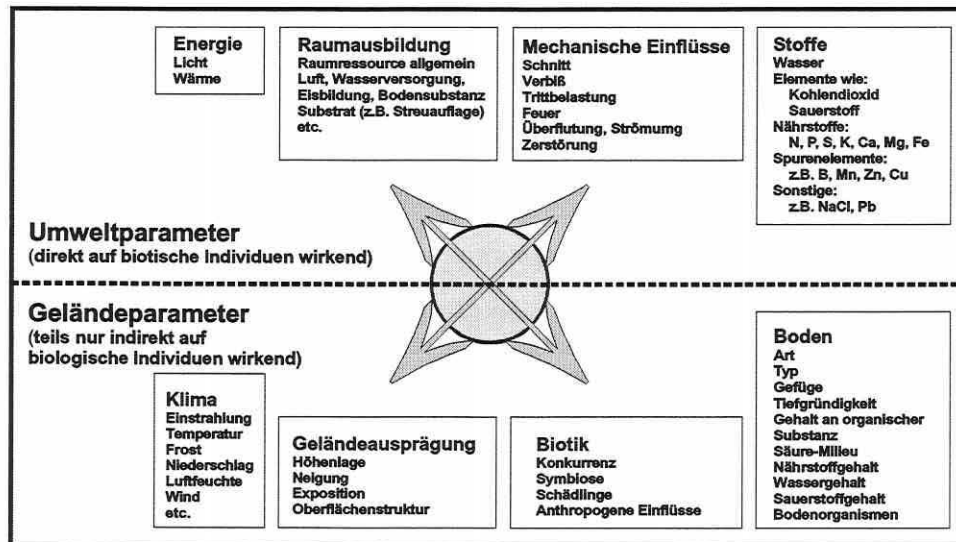 Energie
Licht
Wärme
Raumausbildung
Raumressource allgemein
Luft, Wasserversorgung,
Eisbildung, Bodensubstanz
Substrat (z.B. Streuauflage)
etc.
Mechanische Einflüsse
Schnitt
Verbiß
Trittbelastung
Feuer
Überflutung, Strömumg
Zerstörung
Stoffe
Wasser
Elemente wie:
Kohlendioxid
Sauerstoff
Nährstoffe:
N, P, S, K, Ca, Mg, Fe
Spurenelemente:
z.B. B, Mn, Zn, Cu
Sonstige:
z.B. NaCl, Pb
Umweltparameter
(direkt auf biotische Individuen wirkend)
Geländeparameter
(teils nur indirekt auf
biologische Individuen wirkend)
Klima
Einstrahlung
Temperatur
Frost
Niederschlag
Luftfeuchte
Wind
etc.
Geländeausprägung
Höhenlage
Neigung
Exposition
Oberflächenstruktur
Biotik
Konkurrenz
Symbiose
Schädlinge
Anthropogene Einflüsse
Boden
Art
Typ
Gefüge
Tiefgründigkeit
Gehalt an organischer
Substanz
Säure-Milieu
Nährstoffgehalt
Wassergehalt
Sauerstoffgehalt
Bodenorganismen